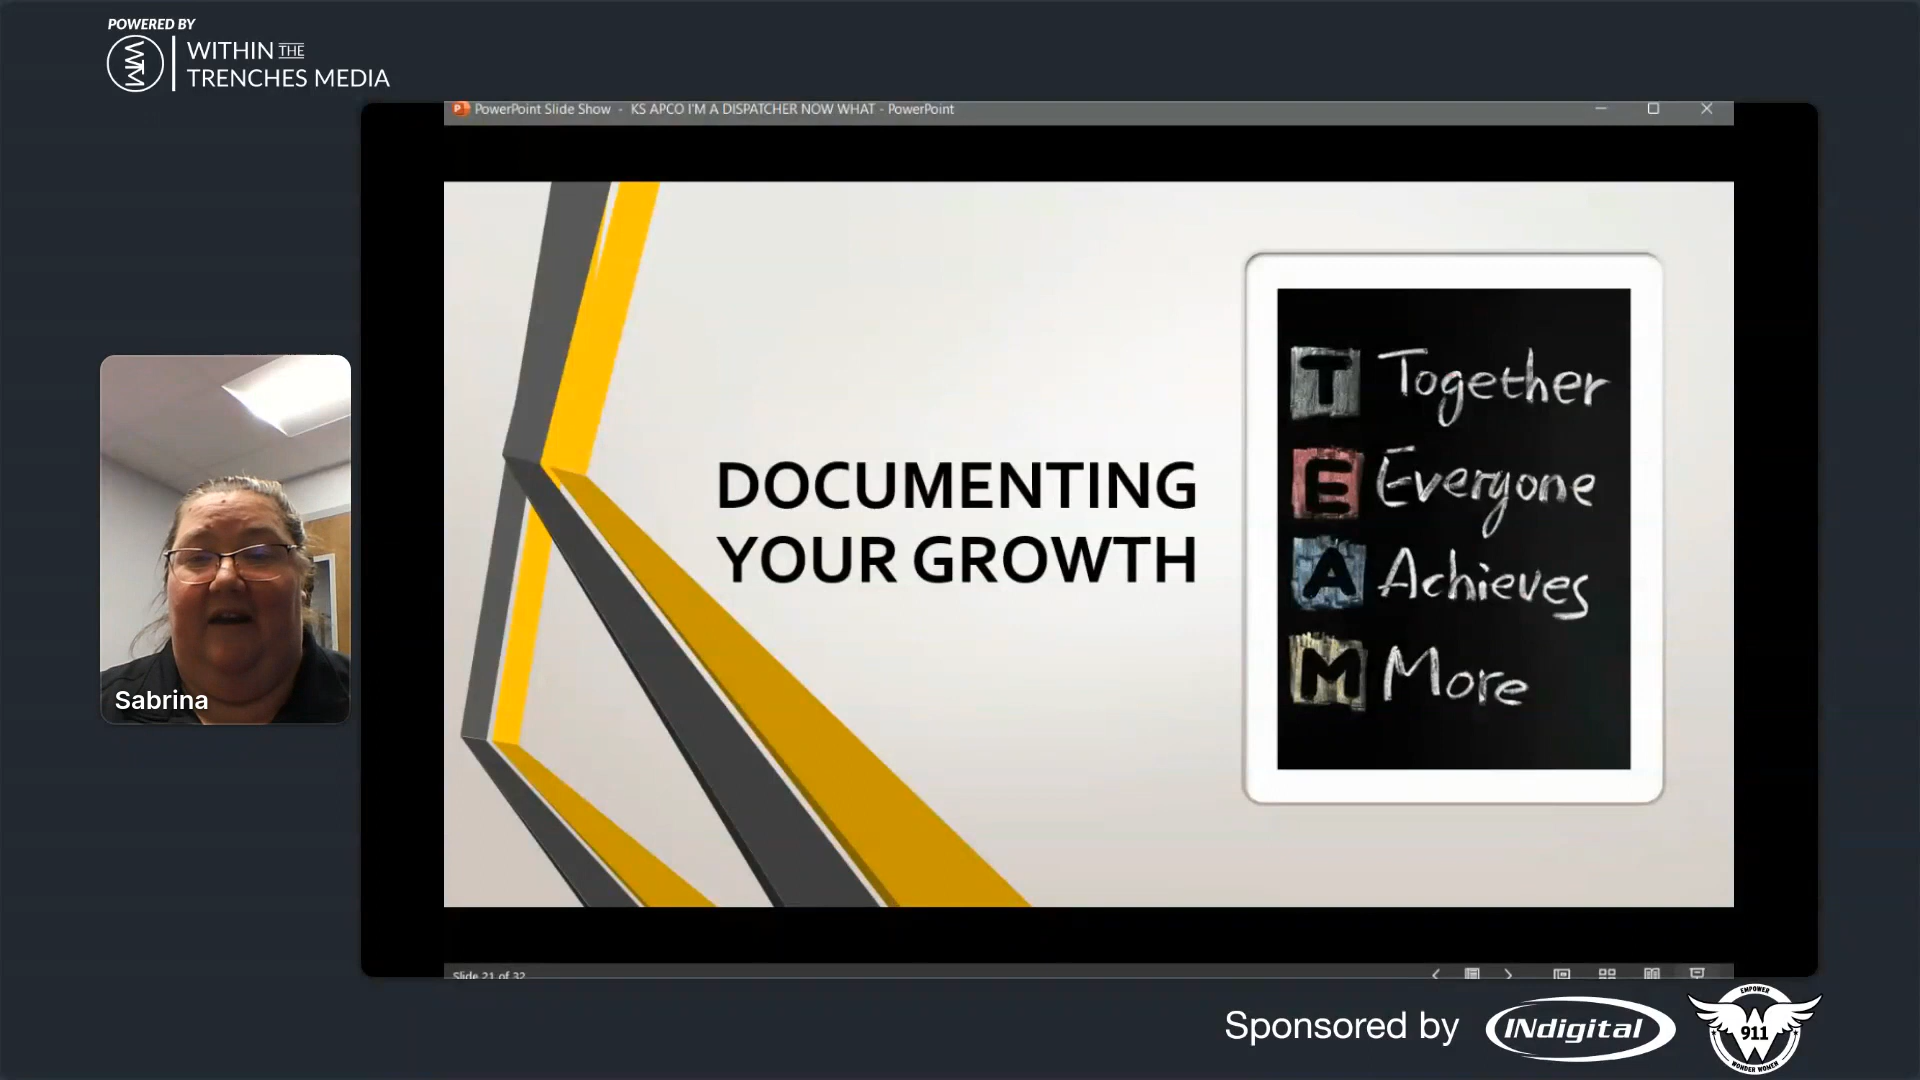 POWERED BY
WITHIN THE
TRENCHES MEDIA
PowerPoint Slide Show - KS APCO I'M A DISPATCHER NOW WHAT - PowerPoint
DOCUMENTING
YOUR GROWTH
T Together
E Everyone
A Achieves
M More
Sabrina
Slide 21 of 32
Sponsored by
INdigital
EMPOWER
911
W
WONDER WOMEN